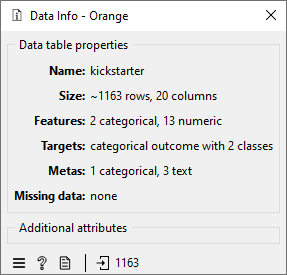 Data Info - Orange
Data table properties
Name: kickstarter
Size: ~1163 rows, 20 columns
Features: 2 categorical, 13 numeric
Targets: categorical outcome with 2 classes
Metas: 1 categorical, 3 text
Missing data: none
Additional attributes
1163